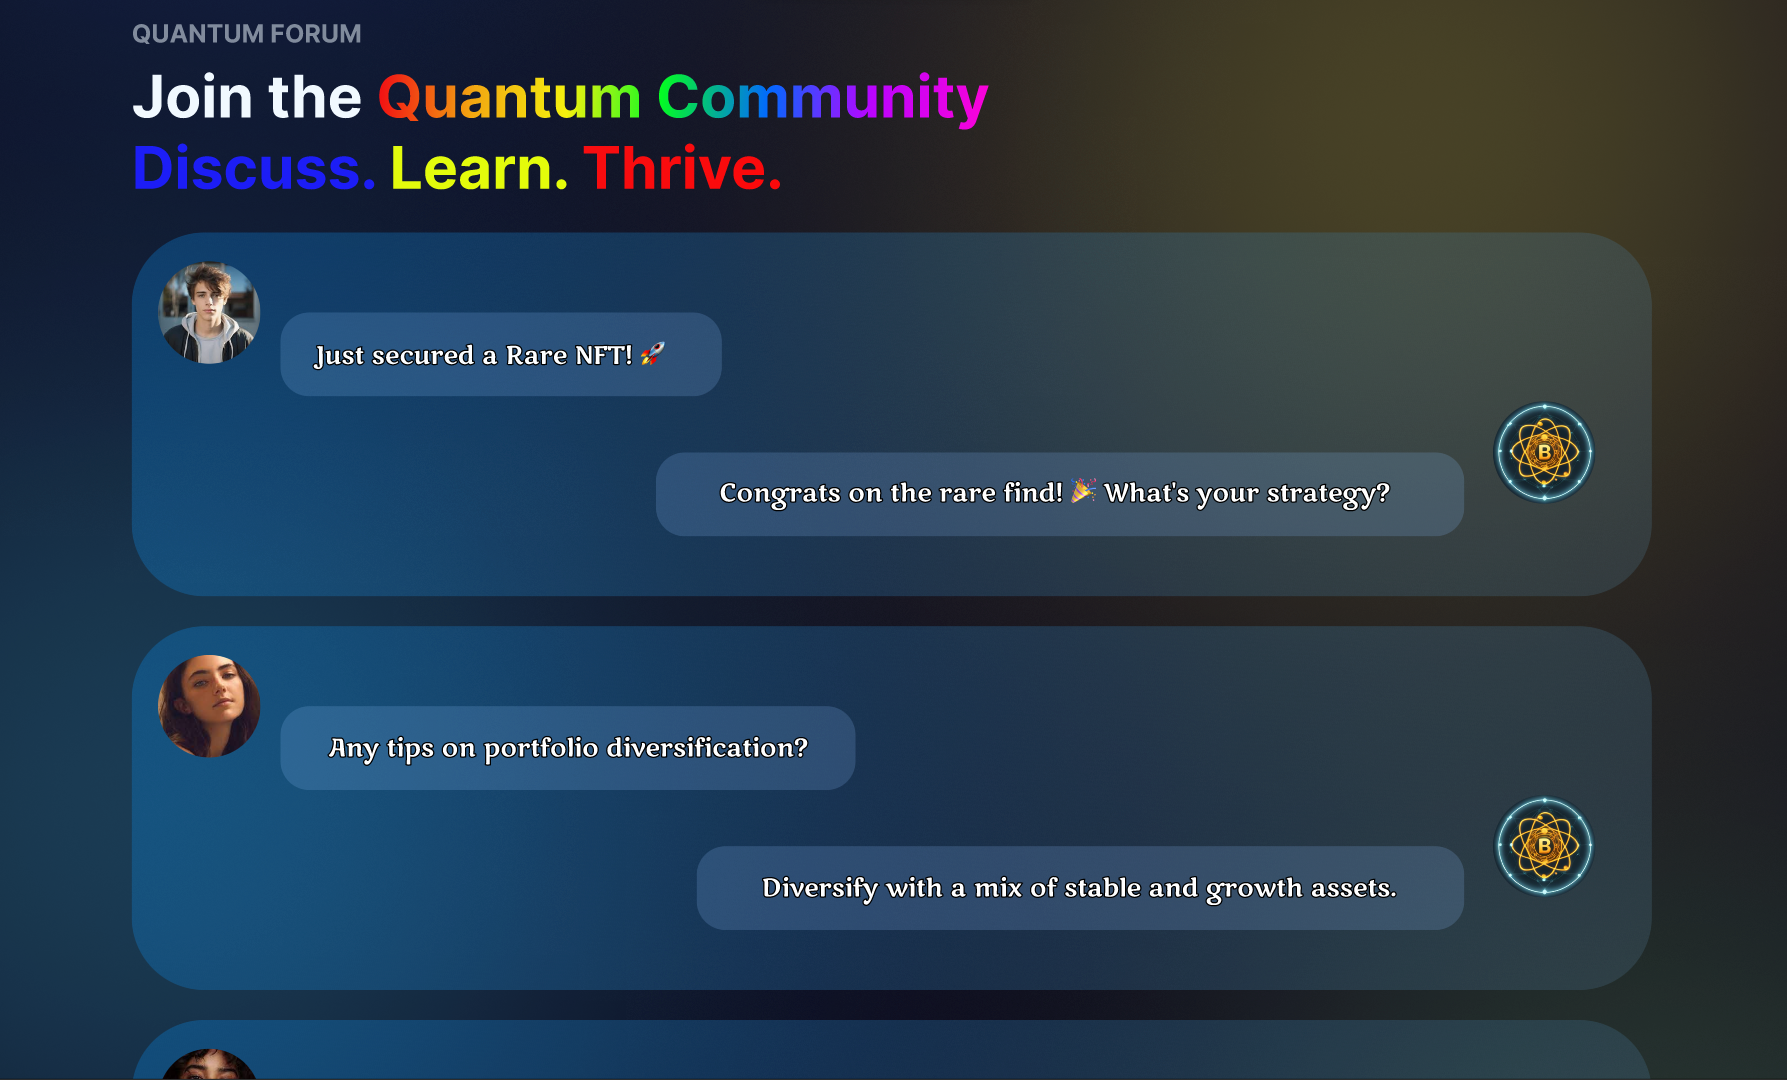 QUANTUM FORUM
Join the Quantum Community
Discuss. Learn. Thrive.
Just secured a Rare NFT! 🚀
Congrats on the rare find! 🎉 What's your strategy?
B
Any tips on portfolio diversification?
Diversify with a mix of stable and growth assets.
B